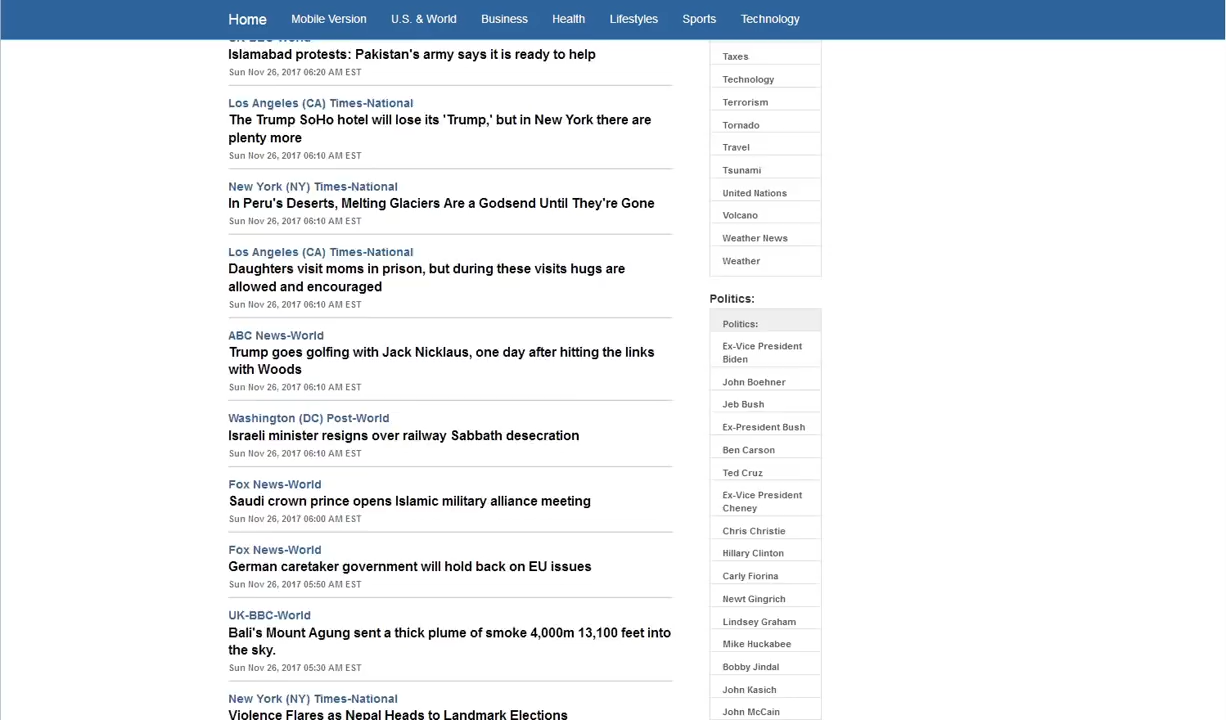 Home Mobile Version U.S. & World Business Health Lifestyles Sports Technology
UK-BBC-World
Islamabad protests: Pakistan's army says it is ready to help
Sun Nov 26, 2017 06:20 AM EST
Los Angeles (CA) Times-National
The Trump SoHo hotel will lose its 'Trump,' but in New York there are
plenty more
Sun Nov 26, 2017 06:10 AM EST
New York (NY) Times-National
In Peru's Deserts, Melting Glaciers Are a Godsend Until They're Gone
Sun Nov 26, 2017 06:10 AM EST
Los Angeles (CA) Times-National
Daughters visit moms in prison, but during these visits hugs are
allowed and encouraged
Sun Nov 26, 2017 06:10 AM EST
ABC News-World
Trump goes golfing with Jack Nicklaus, one day after hitting the links
with Woods
Sun Nov 26, 2017 06:10 AM EST
Washington (DC) Post-World
Israeli minister resigns over railway Sabbath desecration
Sun Nov 26, 2017 06:10 AM EST
Fox News-World
Saudi crown prince opens Islamic military alliance meeting
Sun Nov 26, 2017 06:00 AM EST
Fox News-World
German caretaker government will hold back on EU issues
Sun Nov 26, 2017 05:50 AM EST
UK-BBC-World
Bali's Mount Agung sent a thick plume of smoke 4,000m 13,100 feet into
the sky.
Sun Nov 26, 2017 05:30 AM EST
New York (NY) Times-National
Violence Flares as Nepal Heads to Landmark Elections
Taxes
Technology
Terrorism
Tornado
Travel
Tsunami
United Nations
Volcano
Weather News
Weather
Politics:
Politics:
Ex-Vice President
Biden
John Boehner
Jeb Bush
Ex-President Bush
Ben Carson
Ted Cruz
Ex-Vice President
Cheney
Chris Christie
Hillary Clinton
Carly Fiorina
Newt Gingrich
Lindsey Graham
Mike Huckabee
Bobby Jindal
John Kasich
John McCain